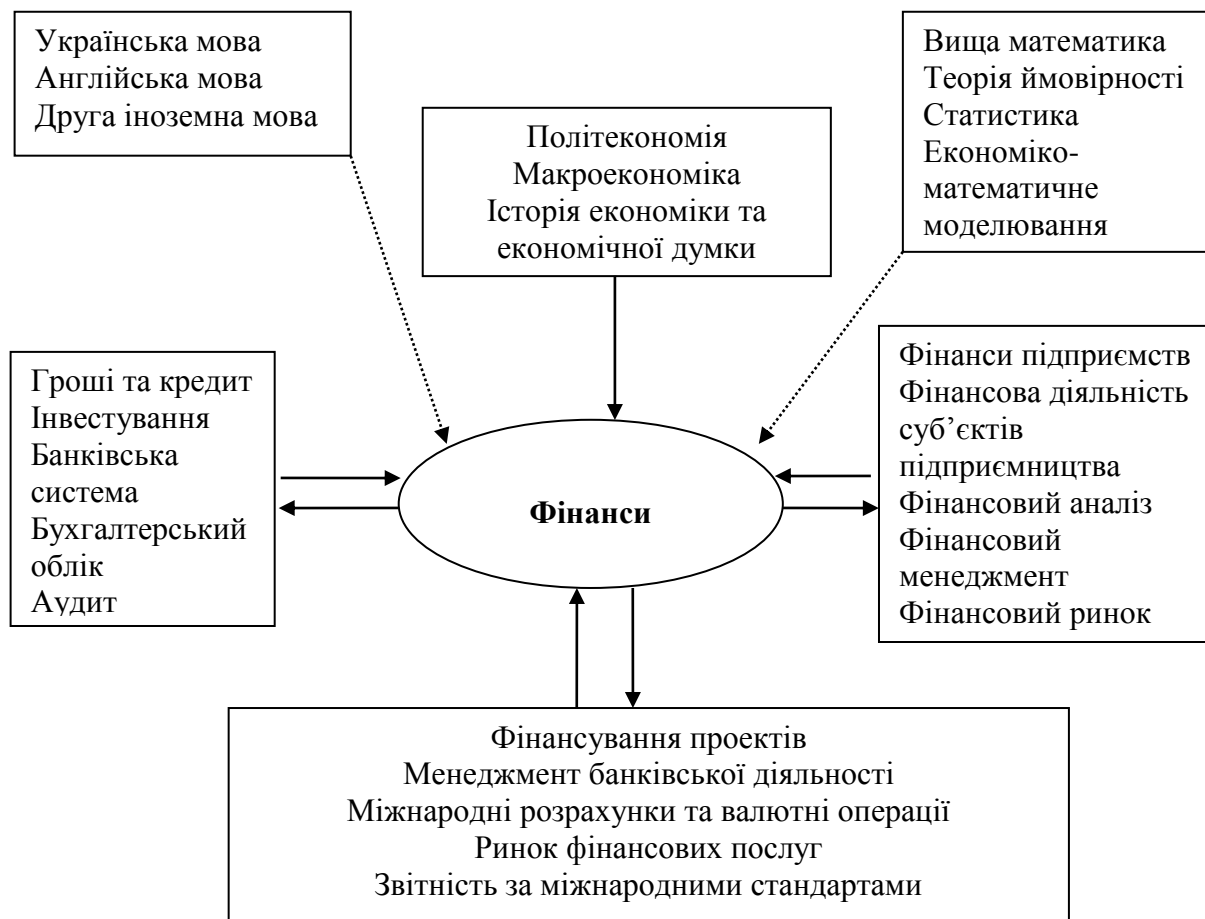 Українська мова
Англійська мова
Друга іноземна мова
Політекономія
Макроекономіка
Історія економіки та
економічної думки
Вища математика
Теорія ймовірності
Статистика
Економіко-
математичне
моделювання
Гроші та кредит
Інвестування
Банківська
система
Бухгалтерський
облік
Аудит
Фінанси
Фінанси підприємств
Фінансова діяльність
суб’єктів
підприємництва
Фінансовий аналіз
Фінансовий
менеджмент
Фінансовий ринок
Фінансування проектів
Менеджмент банківської діяльності
Міжнародні розрахунки та валютні операції
Ринок фінансових послуг
Звітність за міжнародними стандартами